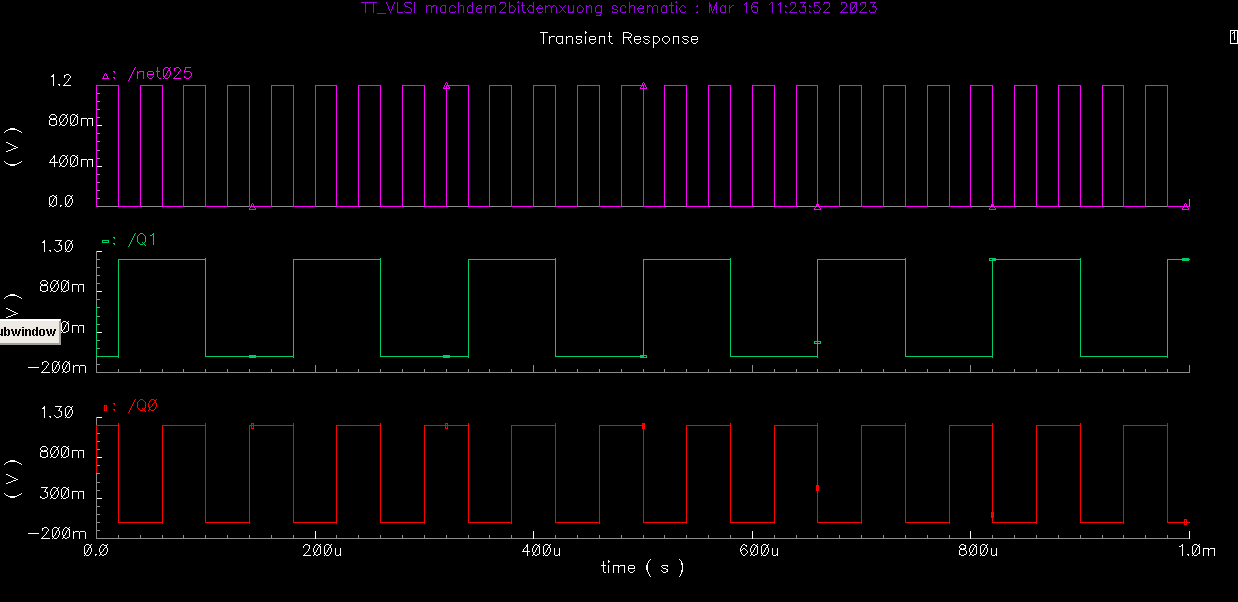 TT_VLSI machdem2bitdemxuong schematic : Mar 16 11:23:52 2023
Transient Response
1
△: /net025
1.2
800m
400m
0.0
( V )
: /Q1
1.30
800m
0m
-200m
( V )
ubwindow
: /Q0
1.30
800m
300m
-200m
( V )
0.0 200u 400u 600u 800u 1.0m
time ( s )